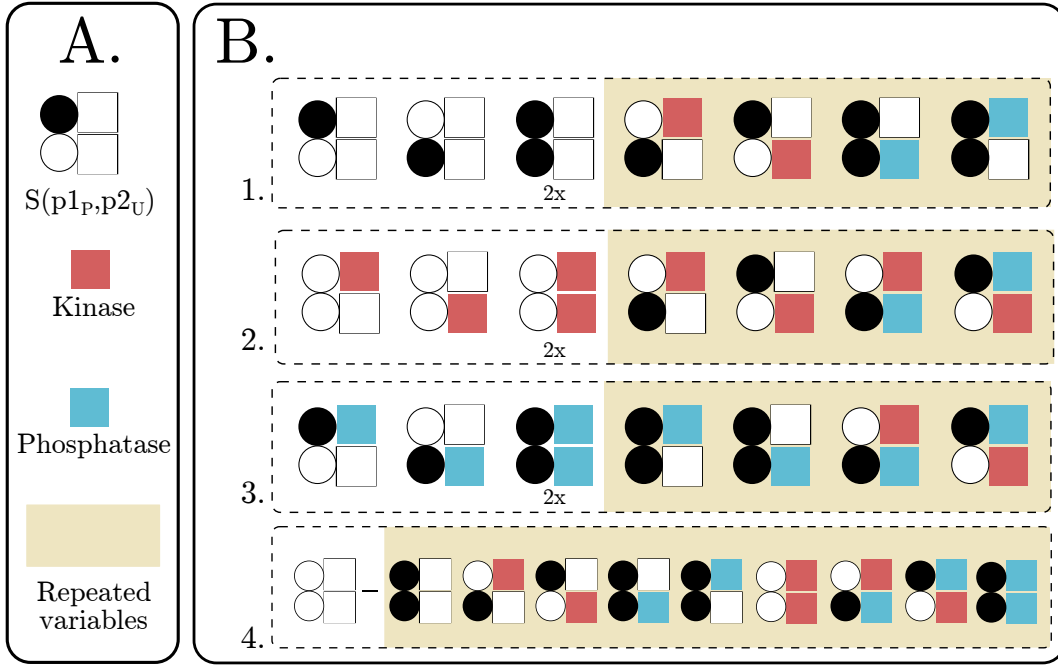 A.
S(p1ₚ,p2ᵤ)
Kinase
Phosphatase
Repeated
variables
B.
1.
2x
2.
2x
3.
2x
4.